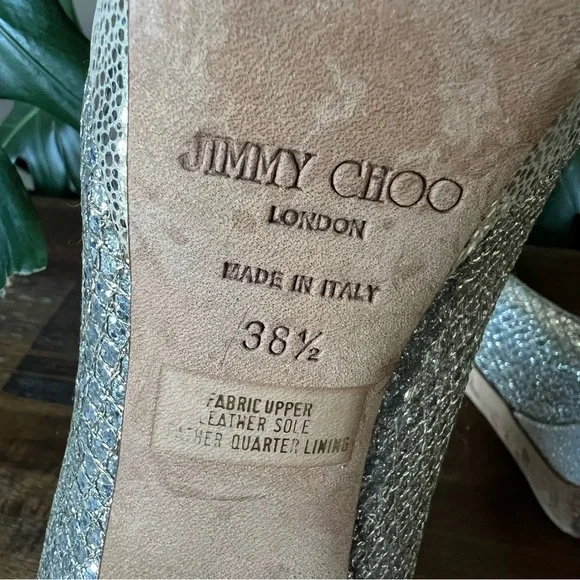 JIMMY CHOO
LONDON
MADE IN ITALY
38½
FABRIC UPPER
LEATHER SOLE
QUARTER LINING